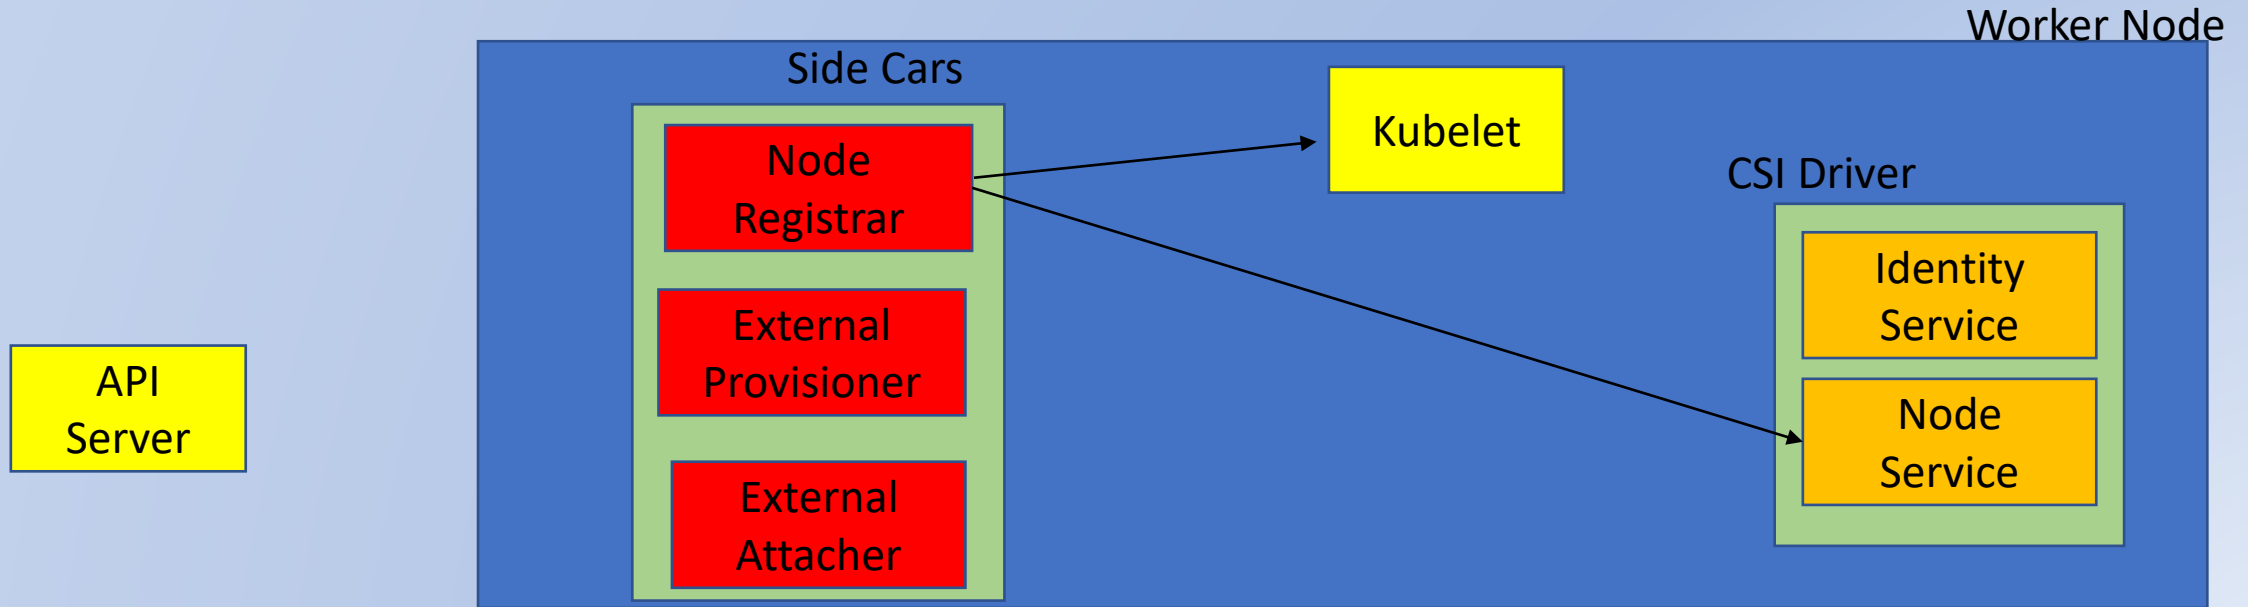 Worker Node
Side Cars
Node
Registrar
External
Provisioner
External
Attacher
Kubelet
CSI Driver
Identity
Service
Node
Service
API
Server